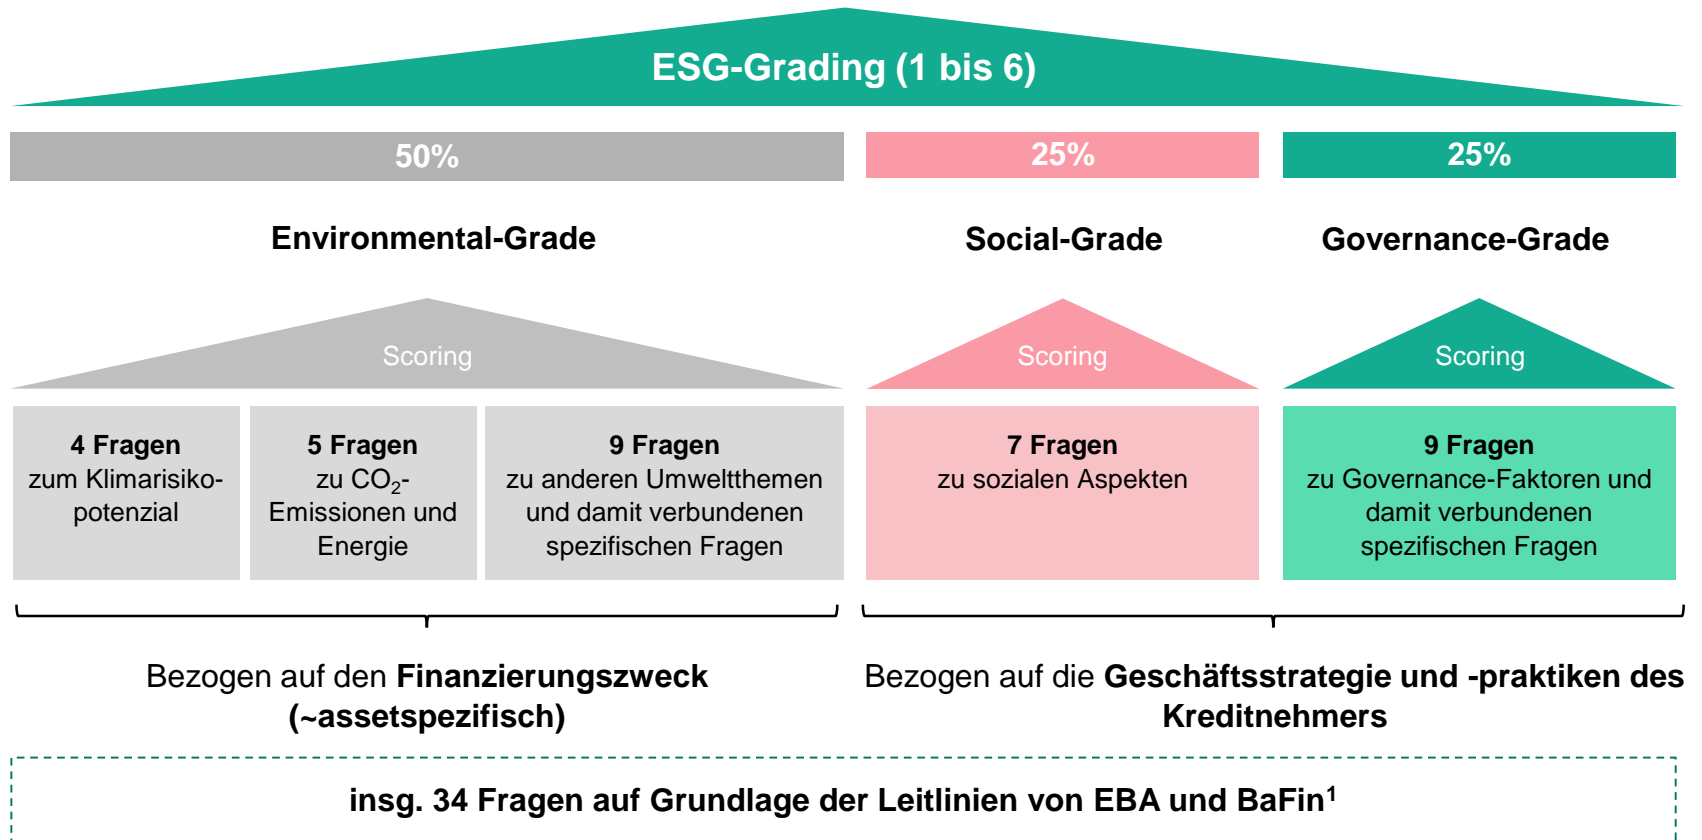 ESG-Grading (1 bis 6)
50%
25%
25%
Environmental-Grade
Social-Grade
Governance-Grade
Scoring
Scoring
Scoring
4 Fragen
zum Klimarisiko-
potenzial
5 Fragen
zu CO₂-
Emissionen und
Energie
9 Fragen
zu anderen Umweltthemen
und damit verbundenen
spezifischen Fragen
7 Fragen
zu sozialen Aspekten
9 Fragen
zu Governance-Faktoren und
damit verbundenen
spezifischen Fragen
Bezogen auf den Finanzierungszweck
(~assetspezifisch)
Bezogen auf die Geschäftsstrategie und -praktiken des
Kreditnehmers
insg. 34 Fragen auf Grundlage der Leitlinien von EBA und BaFin¹